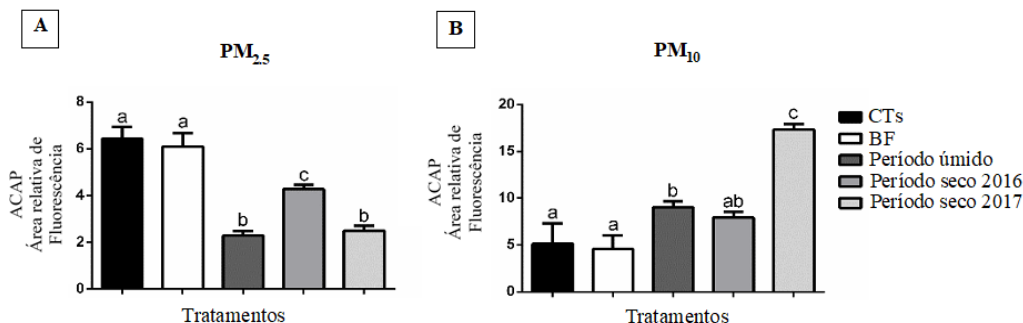 A
PM2.5
ACAP
Área relativa de
Fluorescência
8
6
4
2
0
a
a
b
c
b
Tratamentos
B
PM10
ACAP
Área relativa de
Fluorescência
20
15
10
5
0
a
a
b
ab
c
Tratamentos
CTs
BF
Período úmido
Período seco 2016
Período seco 2017